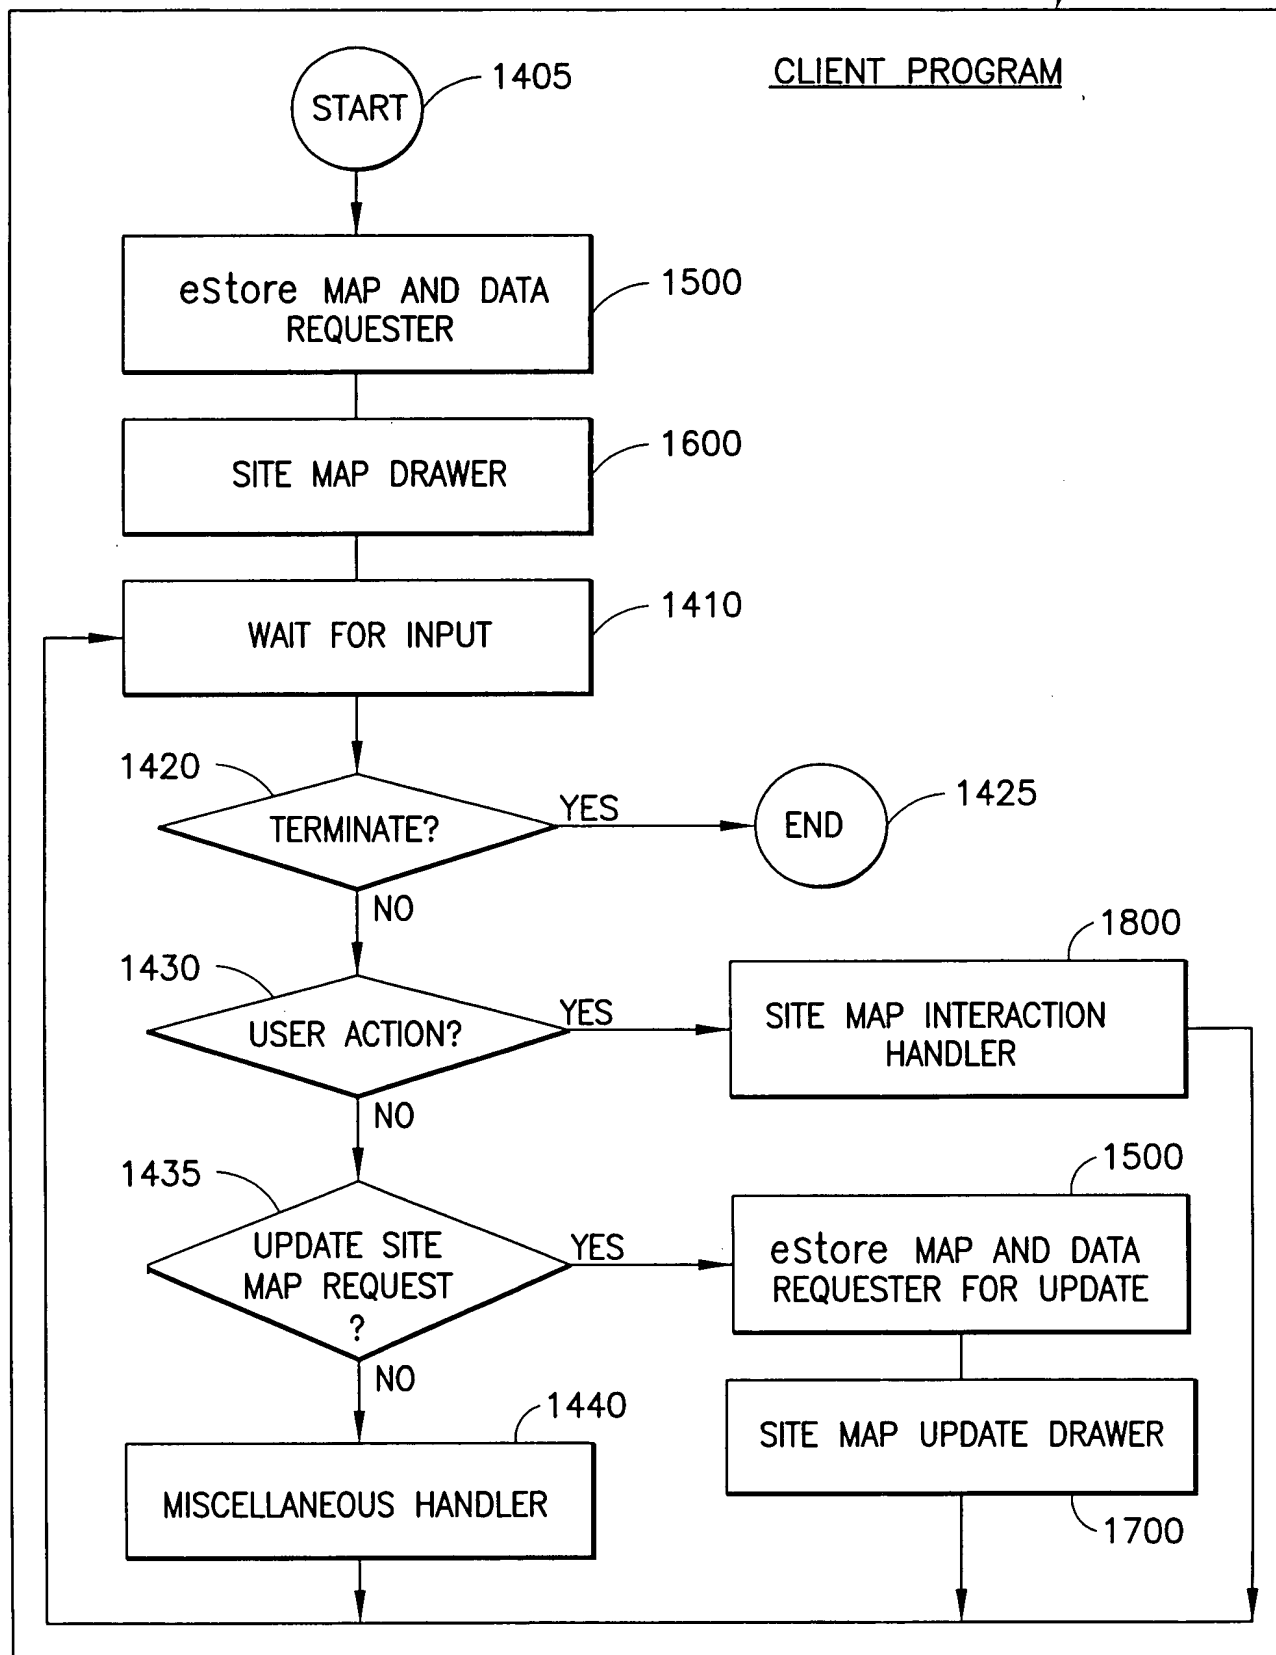 CLIENT PROGRAM
START
1405
eStore MAP AND DATA
REQUESTER
1500
SITE MAP DRAWER
1600
WAIT FOR INPUT
1410
1420
TERMINATE?
YES
END
1425
NO
1430
USER ACTION?
YES
SITE MAP INTERACTION
HANDLER
1800
NO
1435
UPDATE SITE
MAP REQUEST
?
YES
eStore MAP AND DATA
REQUESTER FOR UPDATE
1500
NO
SITE MAP UPDATE DRAWER
1700
1440
MISCELLANEOUS HANDLER